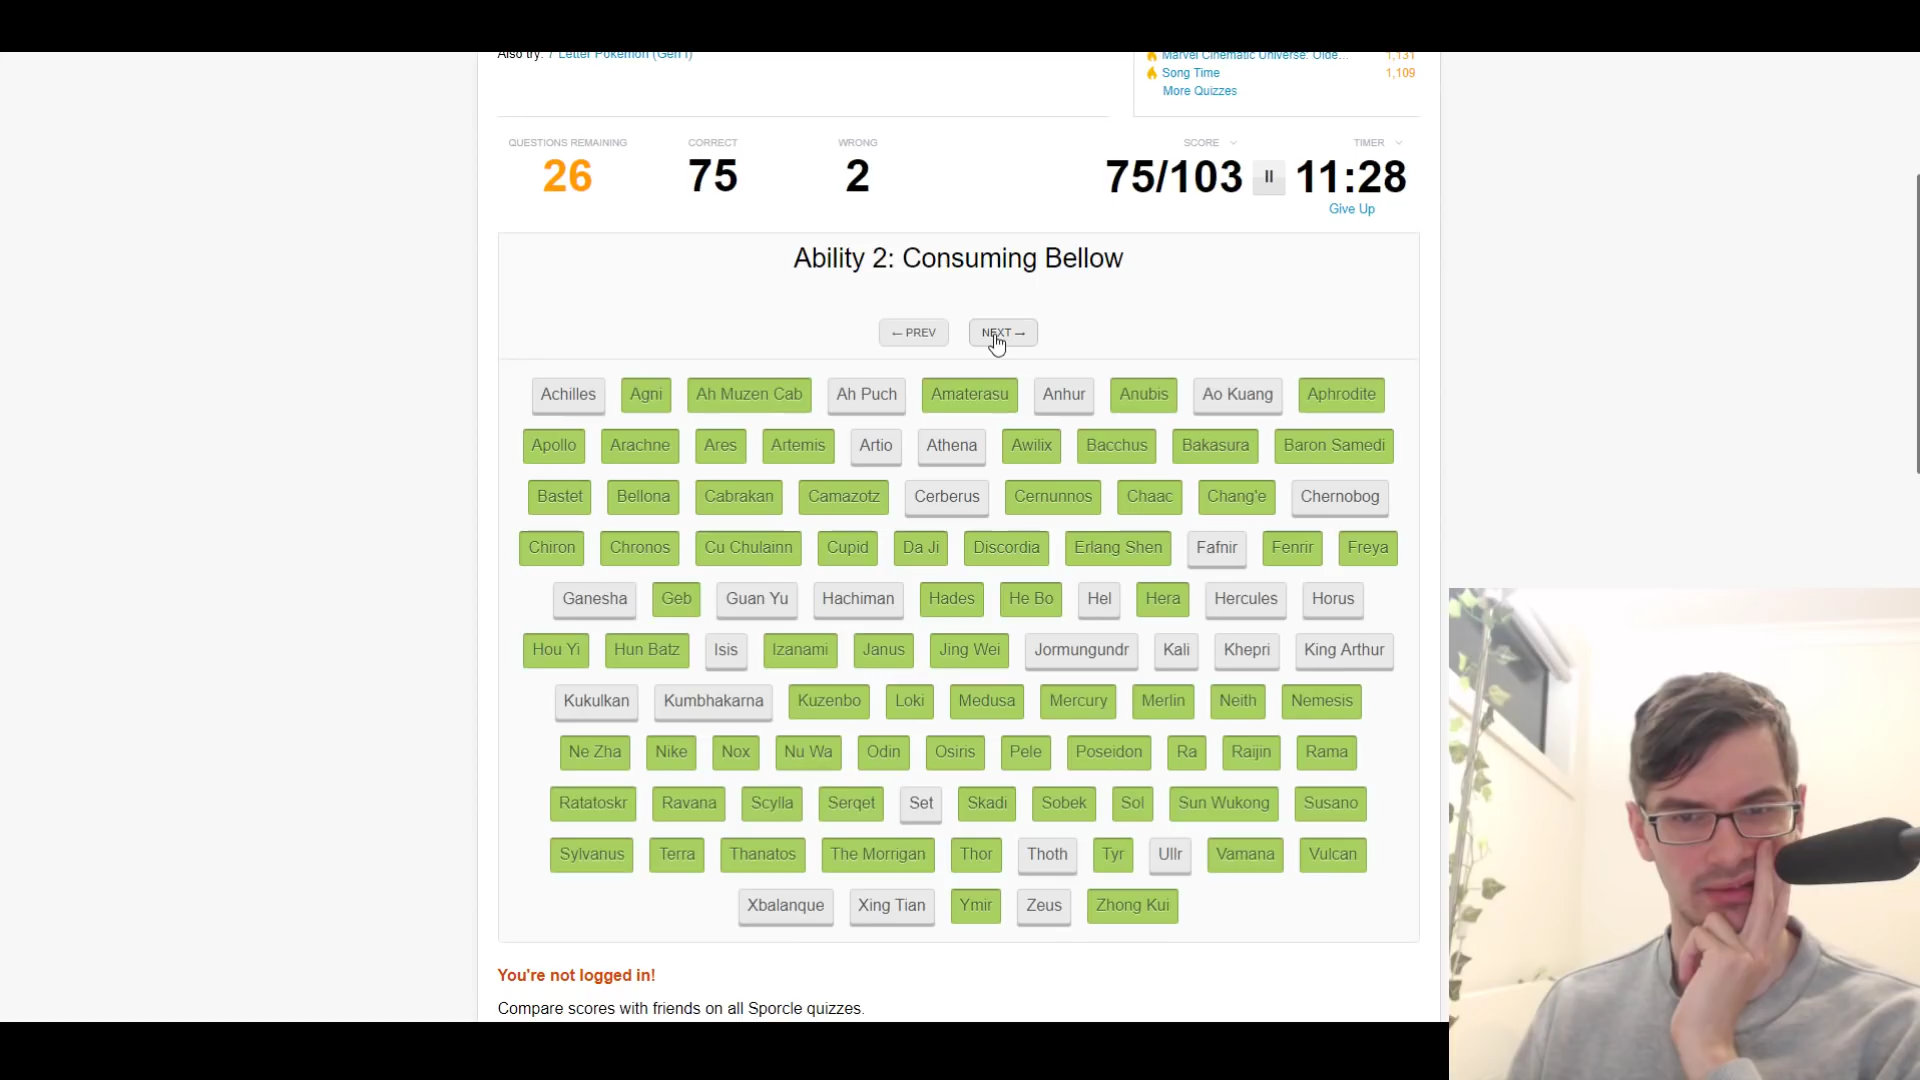 Also try: 7 Letter Pokemon (Gen I)
Marvel Cinematic Universe: Olde... 1,131
Song Time 1,109
More Quizzes
QUESTIONS REMAINING CORRECT WRONG SCORE TIMER
26 75 2 75/103 11:28
Give Up
Ability 2: Consuming Bellow
← PREV NEXT →
Achilles Agni Ah Muzen Cab Ah Puch Amaterasu Anhur Anubis Ao Kuang Aphrodite
Apollo Arachne Ares Artemis Artio Athena Awilix Bacchus Bakasura Baron Samedi
Bastet Bellona Cabrakan Camazotz Cerberus Cernunnos Chaac Chang'e Chernobog
Chiron Chronos Cu Chulainn Cupid Da Ji Discordia Erlang Shen Fafnir Fenrir Freya
Ganesha Geb Guan Yu Hachiman Hades He Bo Hel Hera Hercules Horus
Hou Yi Hun Batz Isis Izanami Janus Jing Wei Jormungundr Kali Khepri King Arthur
Kukulkan Kumbhakarna Kuzenbo Loki Medusa Mercury Merlin Neith Nemesis
Ne Zha Nike Nox Nu Wa Odin Osiris Pele Poseidon Ra Raijin Rama
Ratatoskr Ravana Scylla Serqet Set Skadi Sobek Sol Sun Wukong Susano
Sylvanus Terra Thanatos The Morrigan Thor Thoth Tyr Ullr Vamana Vulcan
Xbalanque Xing Tian Ymir Zeus Zhong Kui
You're not logged in!
Compare scores with friends on all Sporcle quizzes.